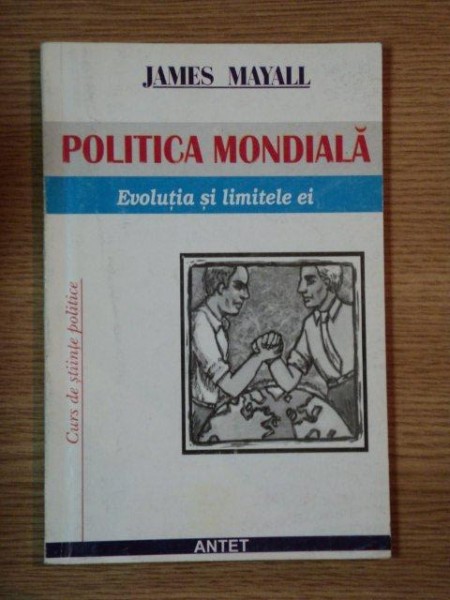 JAMES MAYALL
POLITICA MONDIALĂ
Evoluția și limitele ei
Curs de științe politice
ANTET